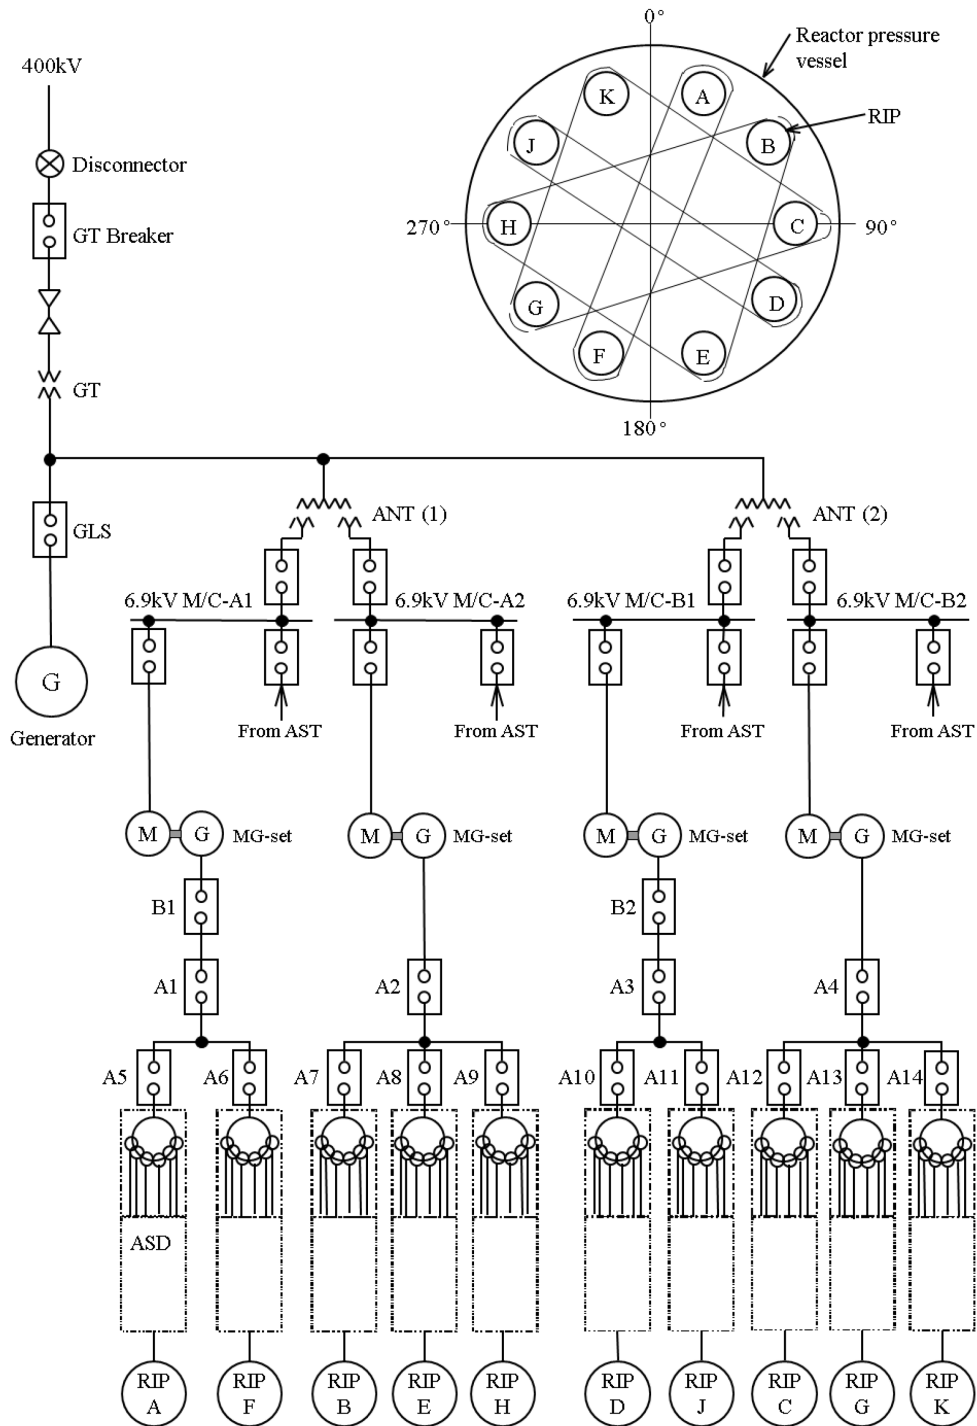 0°
Reactor pressure
vessel
400kV
K
A
RIP
J
B
Disconnector
270°
H
C
90°
GT Breaker
G
D
F
E
GT
180°
ANT (1)
ANT (2)
GLS
6.9kV M/C-A1
6.9kV M/C-A2
6.9kV M/C-B1
6.9kV M/C-B2
G
Generator
From AST
From AST
From AST
From AST
M
G
MG-set
M
G
MG-set
M
G
MG-set
M
G
MG-set
B1
B2
A1
A2
A3
A4
A5
A6
A7
A8
A9
A10
A11
A12
A13
A14
ASD
RIP
A
RIP
F
RIP
B
RIP
E
RIP
H
RIP
D
RIP
J
RIP
C
RIP
G
RIP
K